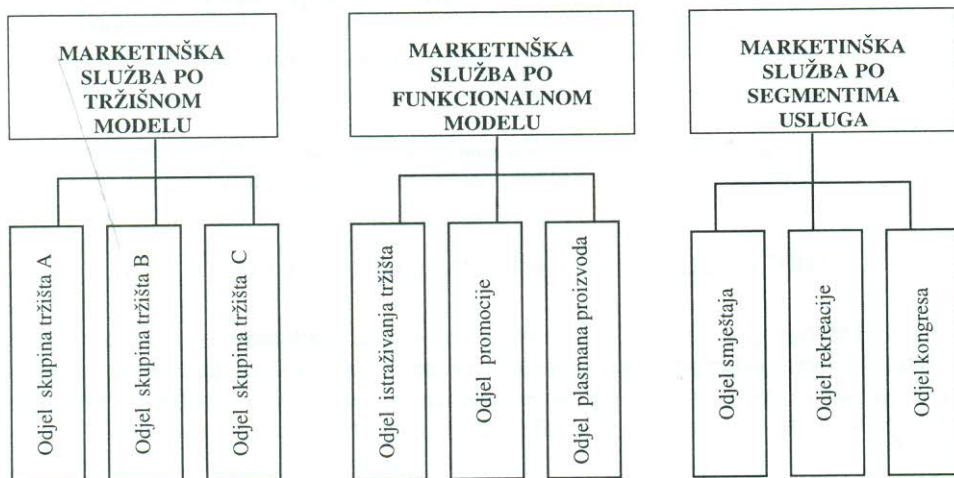 MARKETINŠKA
SLUŽBA PO
TRŽIŠNOM
MODELU
MARKETINŠKA
SLUŽBA PO
FUNKCIONALNOM
MODELU
MARKETINŠKA
SLUŽBA PO
SEGMENTIMA
USLUGA
Odjel skupina tržišta A
Odjel skupina tržišta B
Odjel skupina tržišta C
Odjel istraživanja tržišta
Odjel promocije
Odjel plasmana proizvoda
Odjel smještaja
Odjel rekreacije
Odjel kongresa